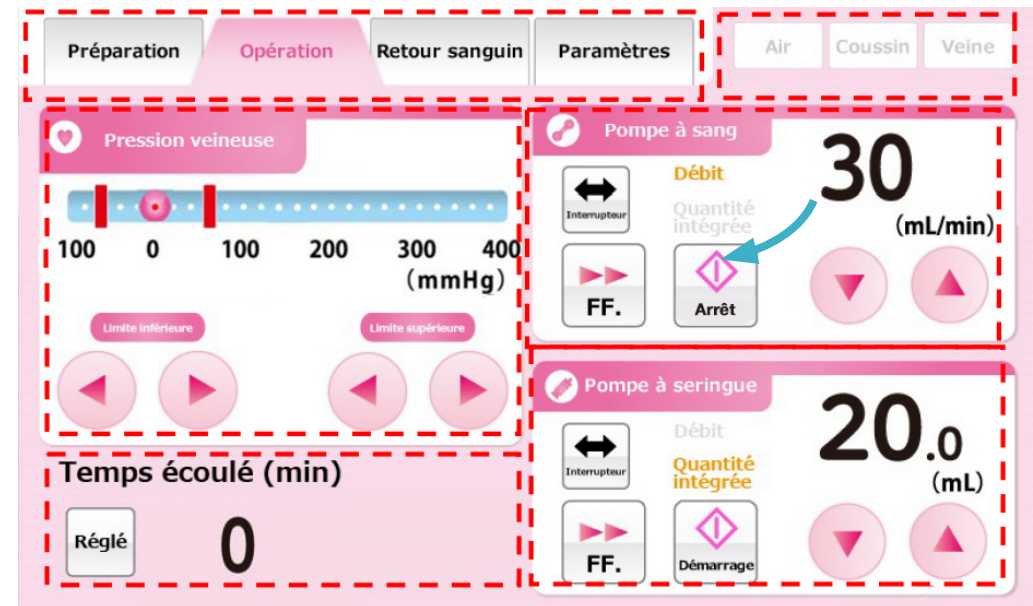 Préparation
Opération
Retour sanguin
Paramètres
Air
Coussin
Veine
Pression veineuse
100 0 100 200 300 400
(mmHg)
Limite inférieure
Limite supérieure
Temps écoulé (min)
Réglé
0
Pompe à sang
Interrupteur
Débit
Quantité
intégrée
30
(mL/min)
FF.
Arrêt
Pompe à seringue
Interrupteur
Débit
Quantité
intégrée
20.0
(mL)
FF.
Démarrage